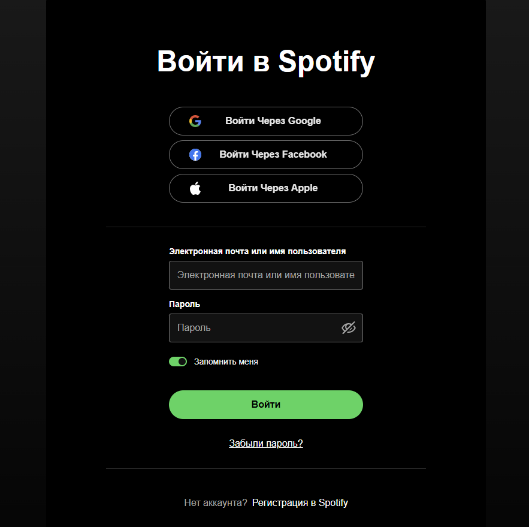 Войти в Spotify
Войти Через Google
Войти Через Facebook
Войти Через Apple
Электронная почта или имя пользователя
Электронная почта или имя пользовате
Пароль
Пароль
Запомнить меня
Войти
Забыли пароль?
Нет аккаунта? Регистрация в Spotify